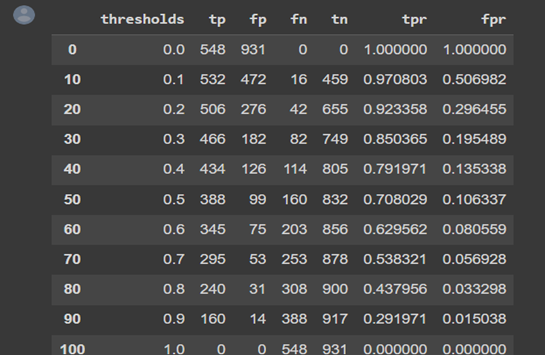 thresholds tp fp fn tn tpr fpr
0 0.0 548 931 0 0 1.000000 1.000000
10 0.1 532 472 16 459 0.970803 0.506982
20 0.2 506 276 42 655 0.923358 0.296455
30 0.3 466 182 82 749 0.850365 0.195489
40 0.4 434 126 114 805 0.791971 0.135338
50 0.5 388 99 160 832 0.708029 0.106337
60 0.6 345 75 203 856 0.629562 0.080559
70 0.7 295 53 253 878 0.538321 0.056928
80 0.8 240 31 308 900 0.437956 0.033298
90 0.9 160 14 388 917 0.291971 0.015038
100 1.0 0 0 548 931 0.000000 0.000000